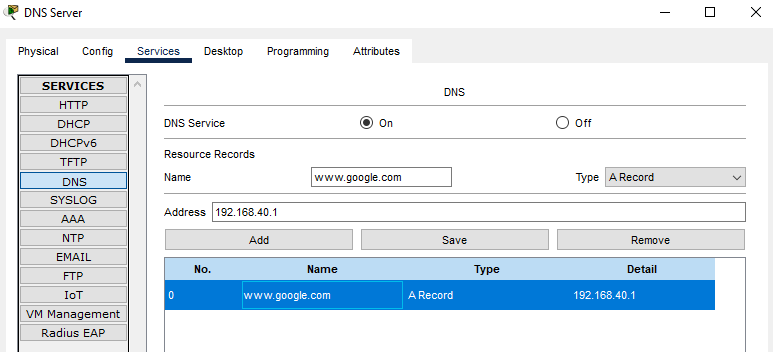 DNS Server
Physical Config Services Desktop Programming Attributes
SERVICES
HTTP
DHCP
DHCPv6
TFTP
DNS
SYSLOG
AAA
NTP
EMAIL
FTP
IoT
VM Management
Radius EAP
DNS
DNS Service On Off
Resource Records
Name www.google.com Type A Record
Address 192.168.40.1
Add Save Remove
No. Name Type Detail
0 www.google.com A Record 192.168.40.1